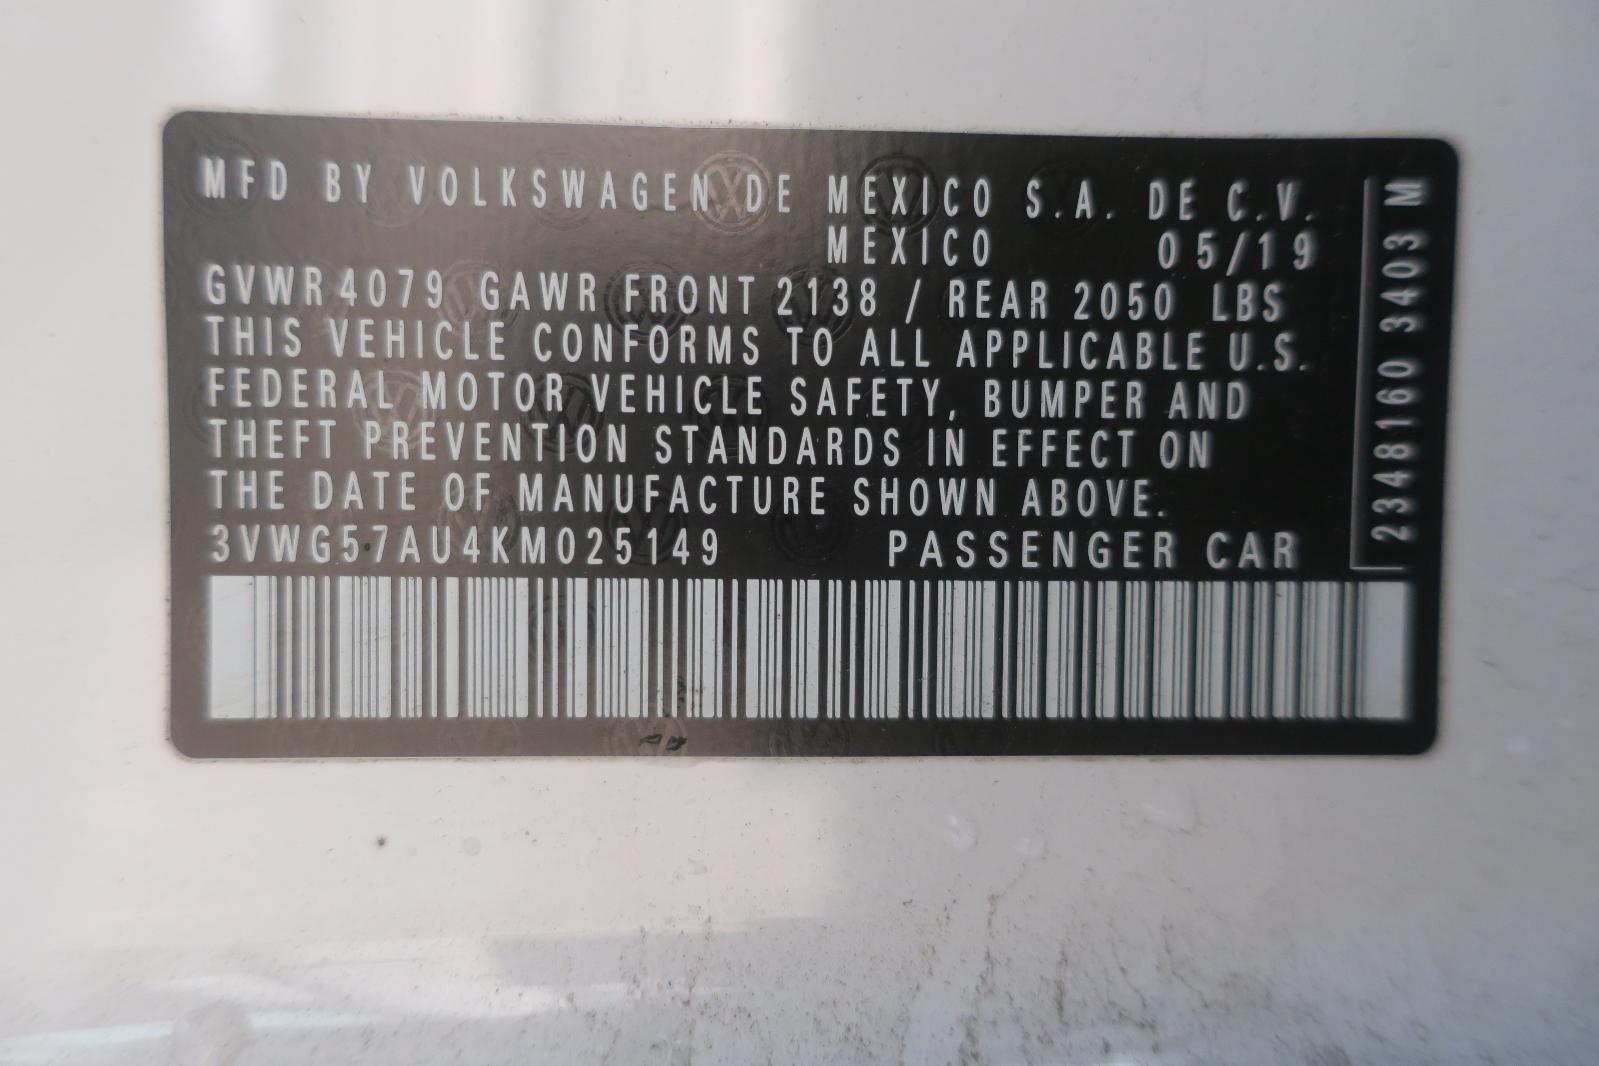 MFD BY VOLKSWAGEN DE MEXICO S.A. DE C.V.
MEXICO 05/19
GVWR 4079 GAWR FRONT 2138 / REAR 2050 LBS
THIS VEHICLE CONFORMS TO ALL APPLICABLE U.S.
FEDERAL MOTOR VEHICLE SAFETY, BUMPER AND
THEFT PREVENTION STANDARDS IN EFFECT ON
THE DATE OF MANUFACTURE SHOWN ABOVE.
3VWG57AU4KM025149 PASSENGER CAR
2348160 3403 M